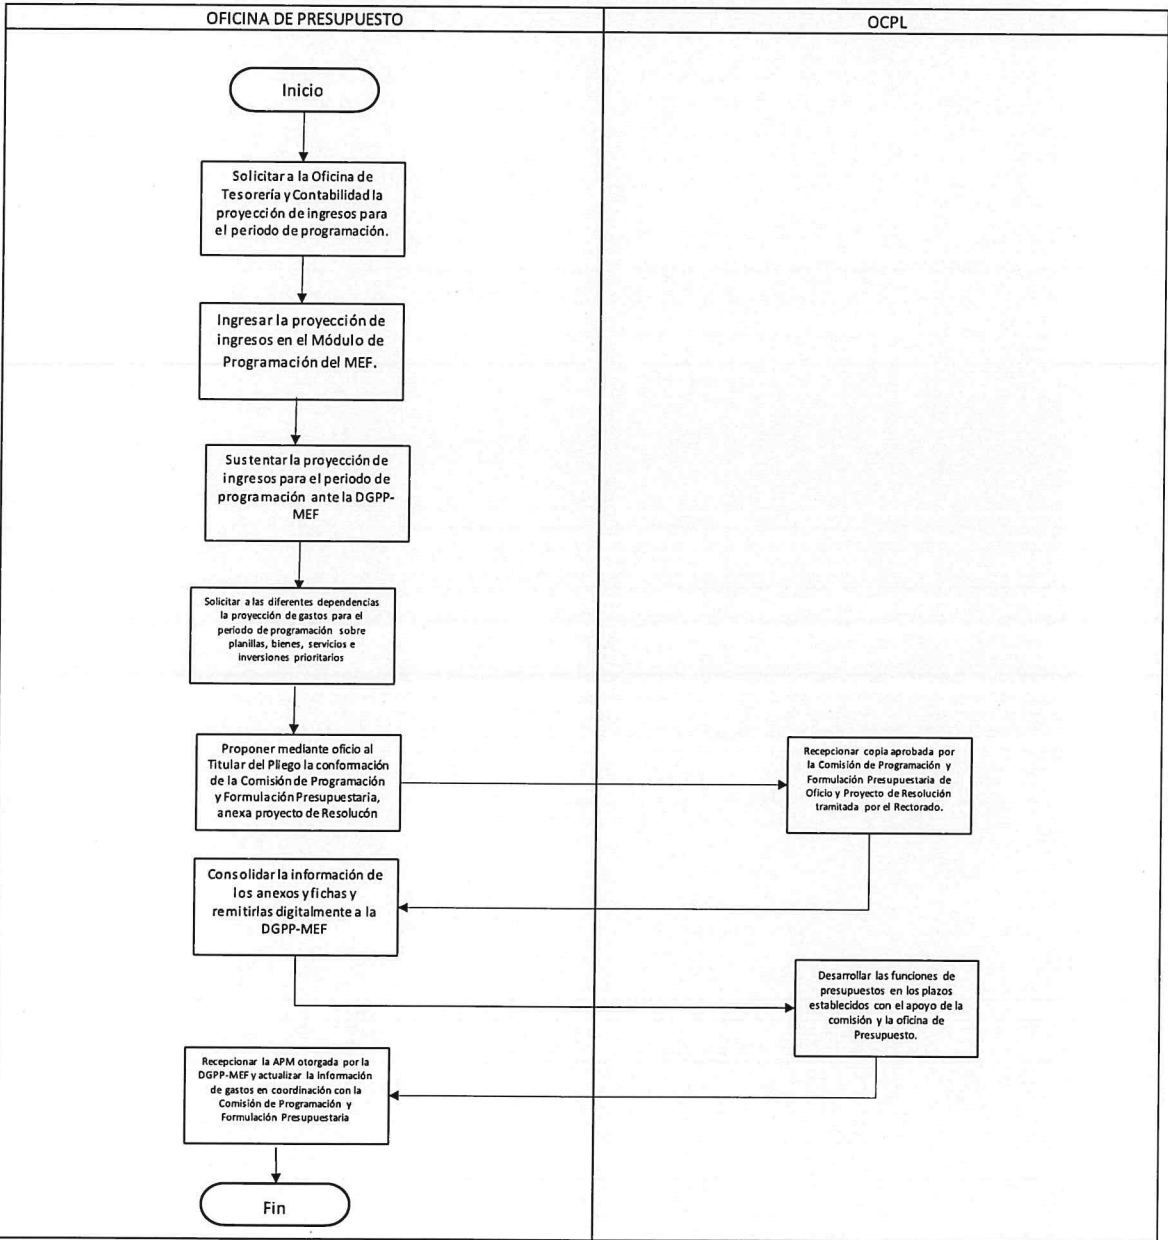 OFICINA DE PRESUPUESTO
OCPL
Inicio
Solicitar a la Oficina de
Tesorería y Contabilidad la
proyección de ingresos para
el periodo de programación.
Ingresar la proyección de
ingresos en el Módulo de
Programación del MEF.
Sustentar la proyección de
ingresos para el periodo de
programación ante la DGPP-
MEF
Solicitar a las diferentes dependencias
la proyección de gastos para el
periodo de programación sobre
planillas, bienes, servicios e
inversiones prioritarios
Proponer mediante oficio al
Titular del Pliego la conformación
de la Comisión de Programación
y Formulación Presupuestaria,
anexa proyecto de Resolucón
Recepcionar copia aprobada por
la Comisión de Programación y
Formulación Presupuestaria de
Oficio y Proyecto de Resolución
tramitada por el Rectorado.
Consolidar la información de
los anexos y fichas y
remitirlas digitalmente a la
DGPP-MEF
Desarrollar las funciones de
presupuestos en los plazos
establecidos con el apoyo de la
comisión y la oficina de
Presupuesto.
Recepcionar la APM otorgada por la
DGPP-MEF y actualizar la información
de gastos en coordinación con la
Comisión de Programación y
Formulación Presupuestaria
Fin